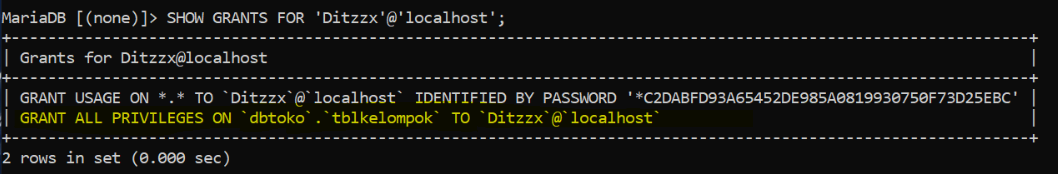 MariaDB [(none)]> SHOW GRANTS FOR 'Ditzzx'@'localhost';
+-----------------------------------------------------------------------------------------------------------+
| Grants for Ditzzx@localhost |
+-----------------------------------------------------------------------------------------------------------+
| GRANT USAGE ON *.* TO `Ditzzx`@`localhost` IDENTIFIED BY PASSWORD '*C2DABFD93A65452DE985A0819930750F73D25EBC' |
| GRANT ALL PRIVILEGES ON `dbtoko`.`tblkelompok` TO `Ditzzx`@`localhost` |
+-----------------------------------------------------------------------------------------------------------+
2 rows in set (0.000 sec)